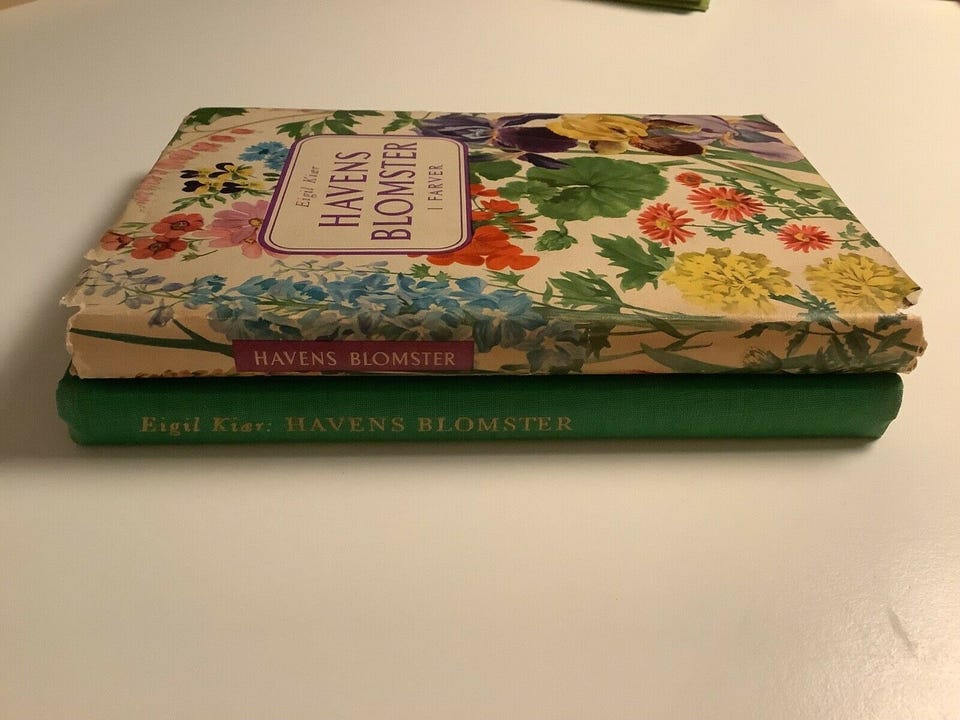 Eigil Kiær
HAVENS
BLOMSTER
I FARVER
HAVENS BLOMSTER
Eigil Kiær: HAVENS BLOMSTER